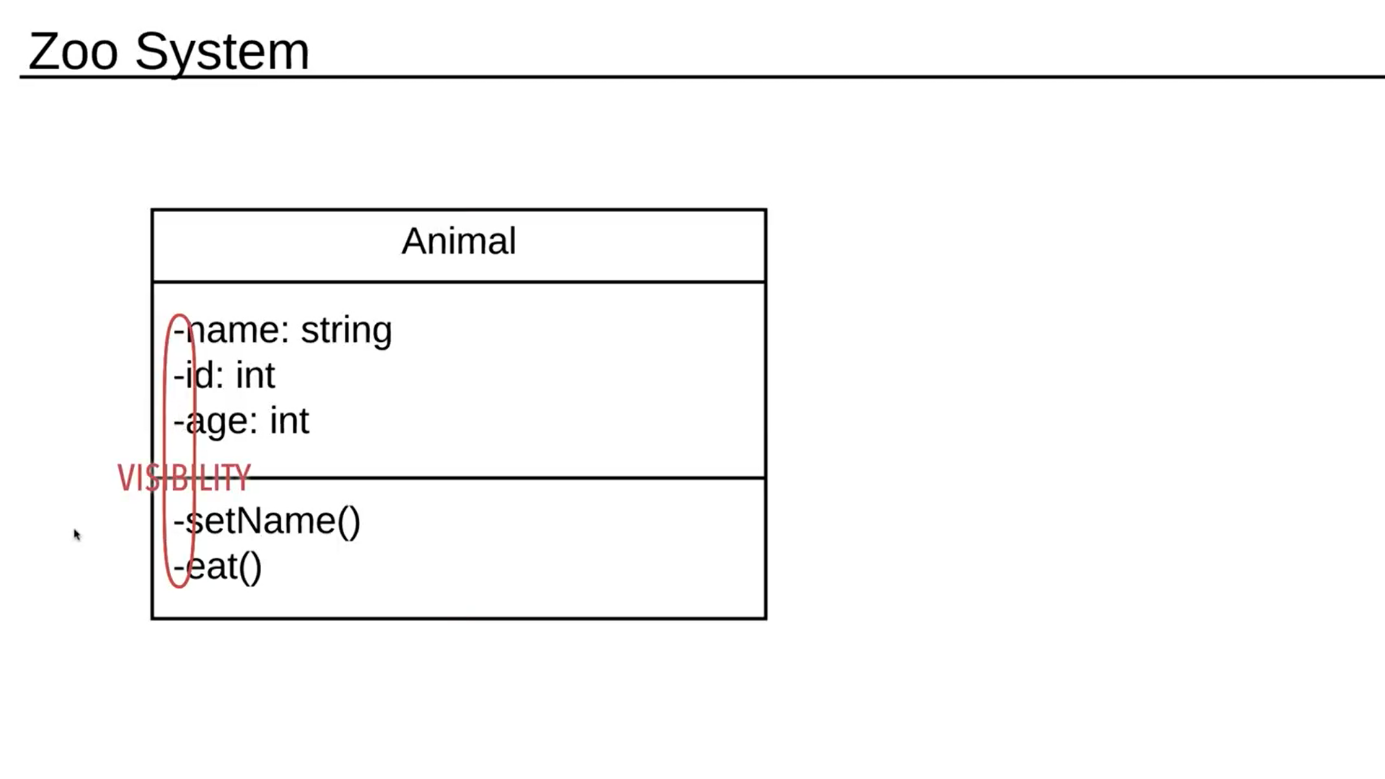 Zoo System
Animal
-name: string
-id: int
-age: int
VISIBILITY
-setName()
-eat()